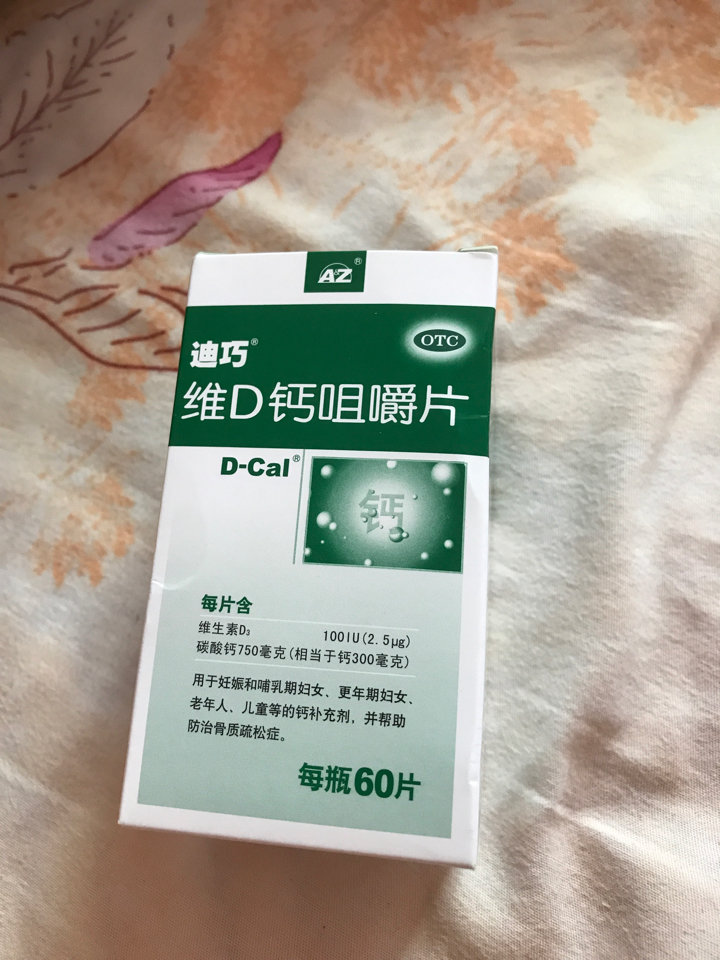 A&Z®
迪巧®
OTC
维D钙咀嚼片
D-Cal®
钙
每片含
维生素D₃ 100IU(2.5μg)
碳酸钙750毫克(相当于钙300毫克)
用于妊娠和哺乳期妇女、更年期妇女、
老年人、儿童等的钙补充剂，并帮助
防治骨质疏松症。
每瓶60片